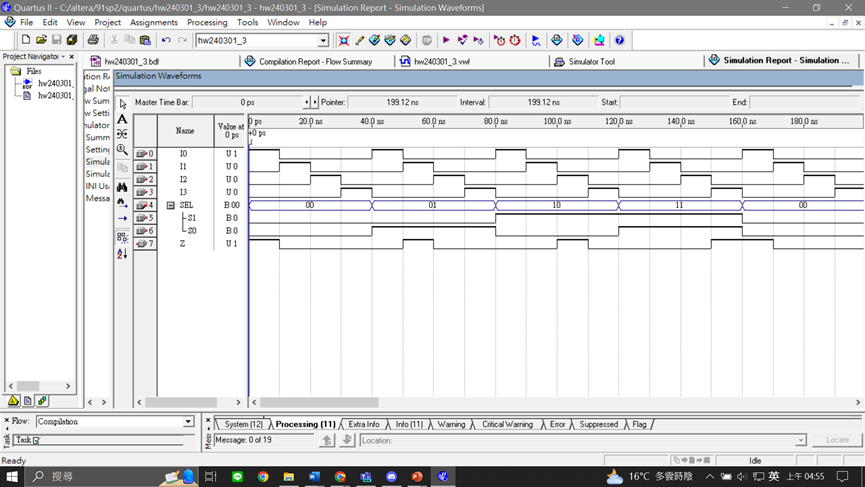 Quartus II - C:/altera/91sp2/quartus/hw240301_3/hw240301_3 - hw240301_3 - [Simulation Report - Simulation Waveforms]
File Edit View Project Assignments Processing Tools Window Help
hw240301_3
Project Navigator
hw240301_3.bdf
Compilation Report - Flow Summary
hw240301_3.vwf
Simulator Tool
Simulation Report - Simulation ...
Files
hw240301_
hw240301_
Simulation Waveforms
Master Time Bar: 0 ps Pointer: 199.12 ns Interval: 199.12 ns Start: End:
Name
Value at
0 ps
0 ps 20.0 ns 40.0 ns 60.0 ns 80.0 ns 100.0 ns 120.0 ns 140.0 ns 160.0 ns 180.0 ns
0 ps
0 I0 U 1
1 I1 U 0
2 I2 U 0
3 I3 U 0
4 SEL B 00 00 01 10 11 00
5 S1 B 0
6 S0 B 0
7 Z U 1
Flow: Compilation
Task
System (12) Processing (11) Extra Info Info (11) Warning Critical Warning Error Suppressed Flag
Message: 0 of 19
Location:
Locate
Ready
Idle
搜尋
16°C 多雲時陰
英
上午 04:55